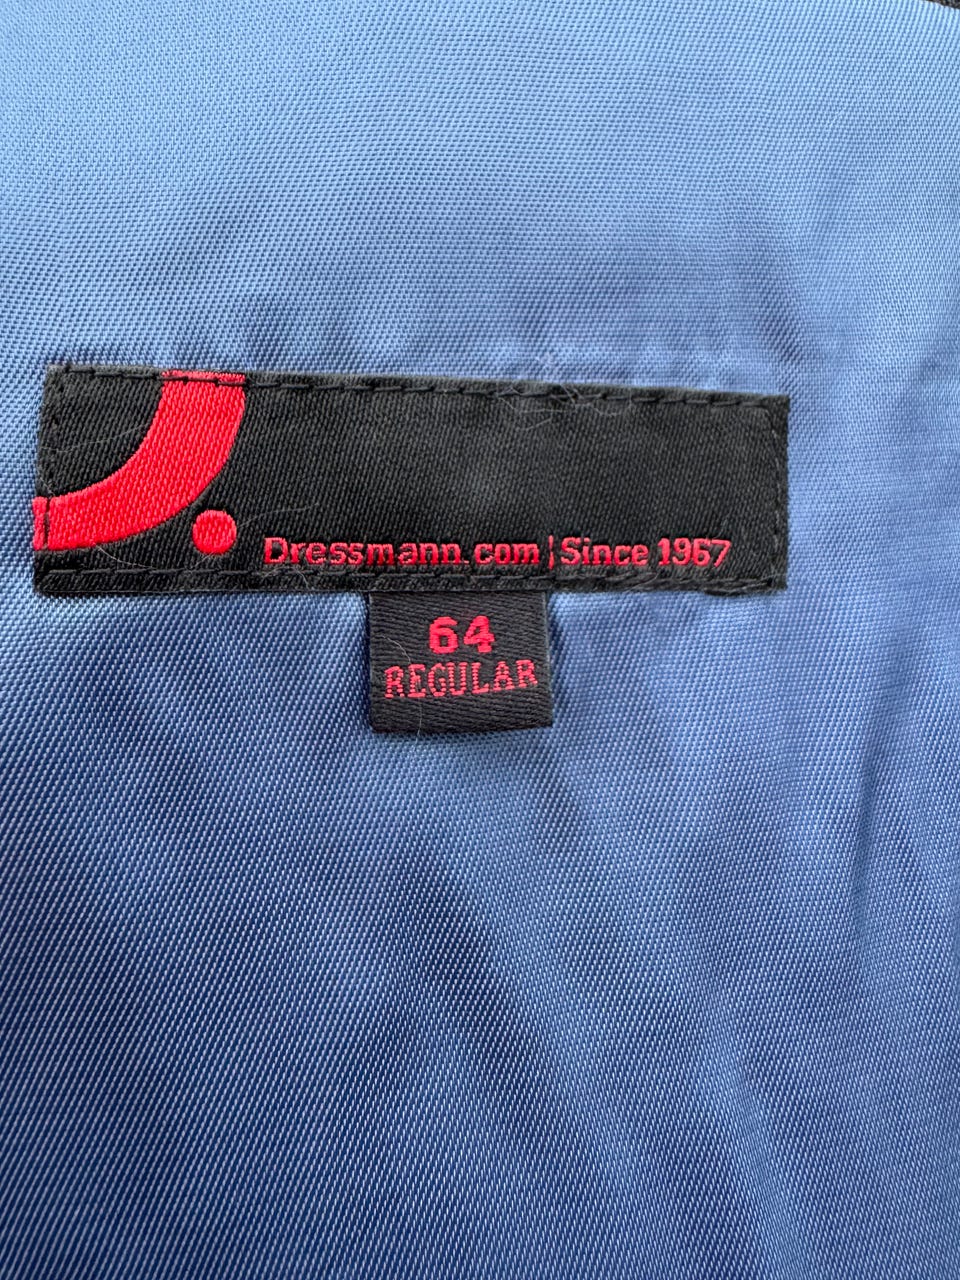 Dressmann.com | Since 1967
64
REGULAR